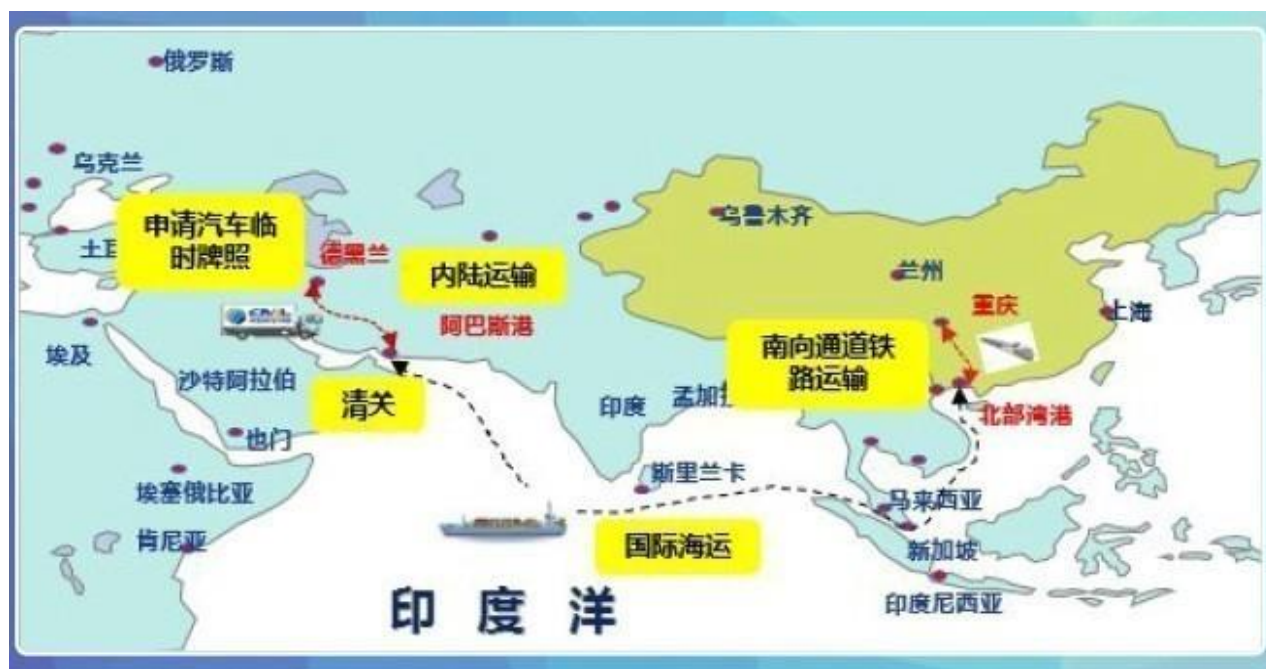 俄罗斯
乌克兰
申请汽车临
时牌照
德黑兰
内陆运输
乌鲁木齐
兰州
重庆
上海
阿巴斯港
埃及
南向通道铁
路运输
沙特阿拉伯
清关
印度
孟加
北部湾港
也门
斯里兰卡
埃塞俄比亚
马来西亚
肯尼亚
国际海运
新加坡
印度尼西亚
印度洋